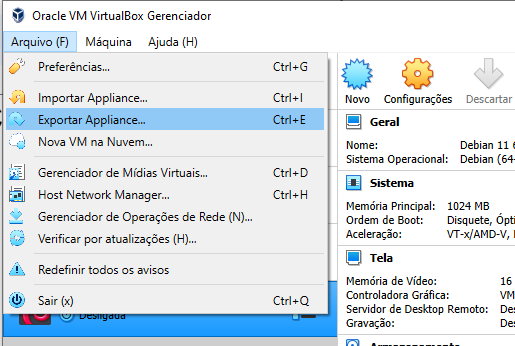 Oracle VM VirtualBox Gerenciador
Arquivo (F) Máquina Ajuda (H)
Preferências... Ctrl+G
Importar Appliance... Ctrl+I
Exportar Appliance... Ctrl+E
Nova VM na Nuvem...
Gerenciador de Mídias Virtuais... Ctrl+D
Host Network Manager... Ctrl+H
Gerenciador de Operações de Rede (N)...
Verificar por atualizações (H)...
Redefinir todos os avisos
Sair (x) Ctrl+Q
Desligada
Novo Configurações Descartar
Geral
Nome: Debian 11 6
Sistema Operacional: Debian (64-
Sistema
Memória Principal: 1024 MB
Ordem de Boot: Disquete, Ópti
Aceleração: VT-x/AMD-V,
Tela
Memória de Vídeo: 16
Controladora Gráfica: VM
Servidor de Desktop Remoto: Des
Gravação: Des